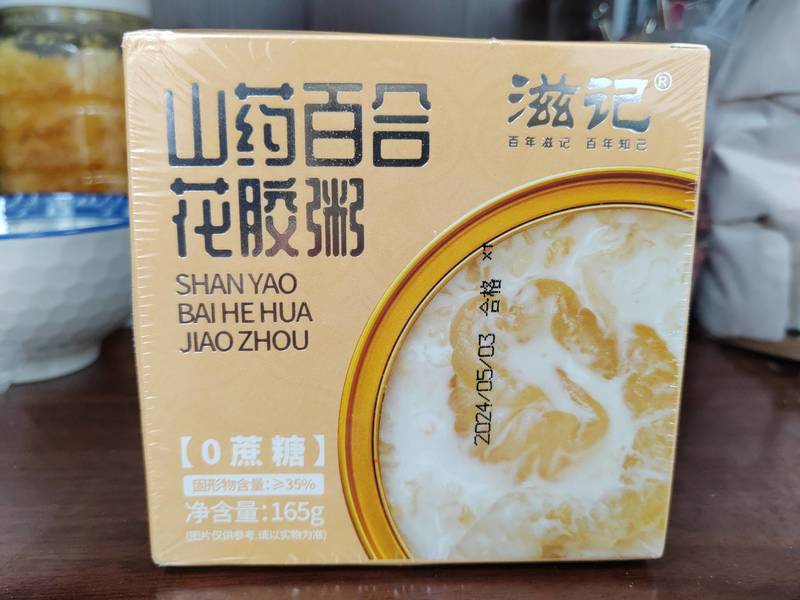 山药百合
花胶粥
SHAN YAO
BAI HE HUA
JIAO ZHOU
滋记®
百年滋记 百年知己
2024/05/03 合格
【0蔗糖】
固形物含量:≥35%
净含量:165g
(图片仅供参考,请以实物为准)